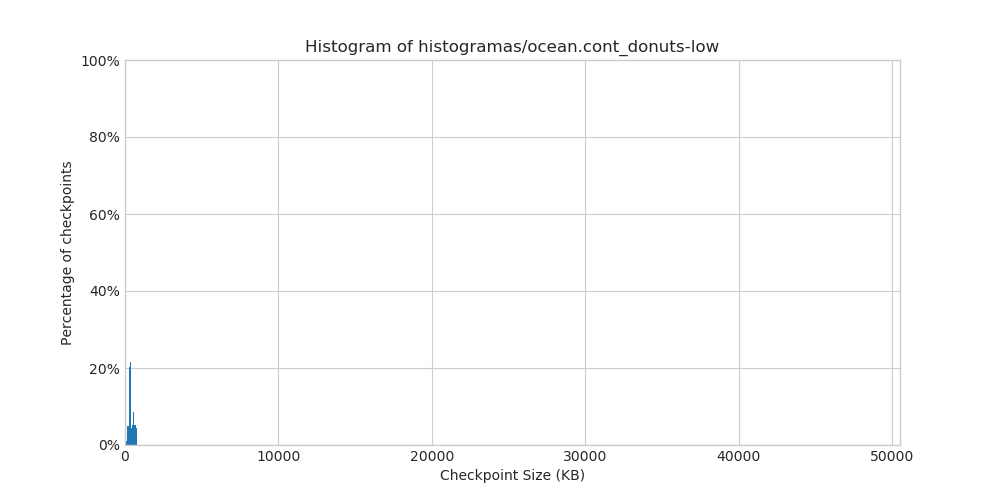 Histogram of histogramas/ocean.cont_donuts-low
100%
80%
60%
40%
20%
0%
Percentage of checkpoints
0 10000 20000 30000 40000 50000
Checkpoint Size (KB)